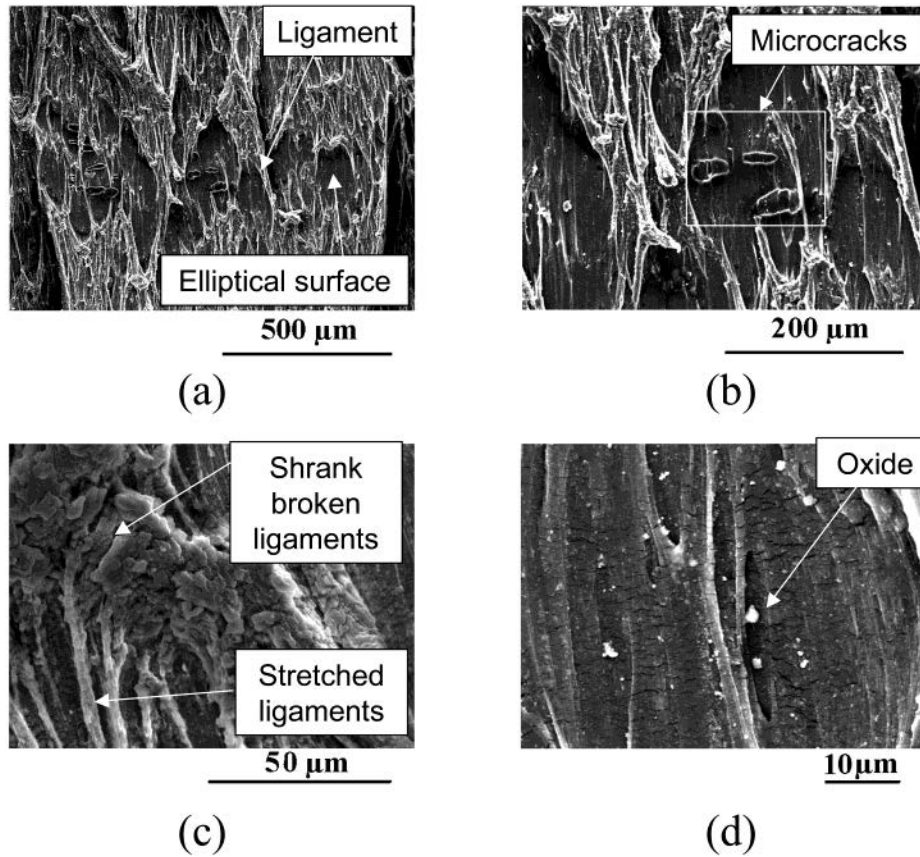 Ligament
Elliptical surface
500 μm
(a)
Microcracks
200 μm
(b)
Shrank
broken
ligaments
Stretched
ligaments
50 μm
(c)
Oxide
10μm
(d)